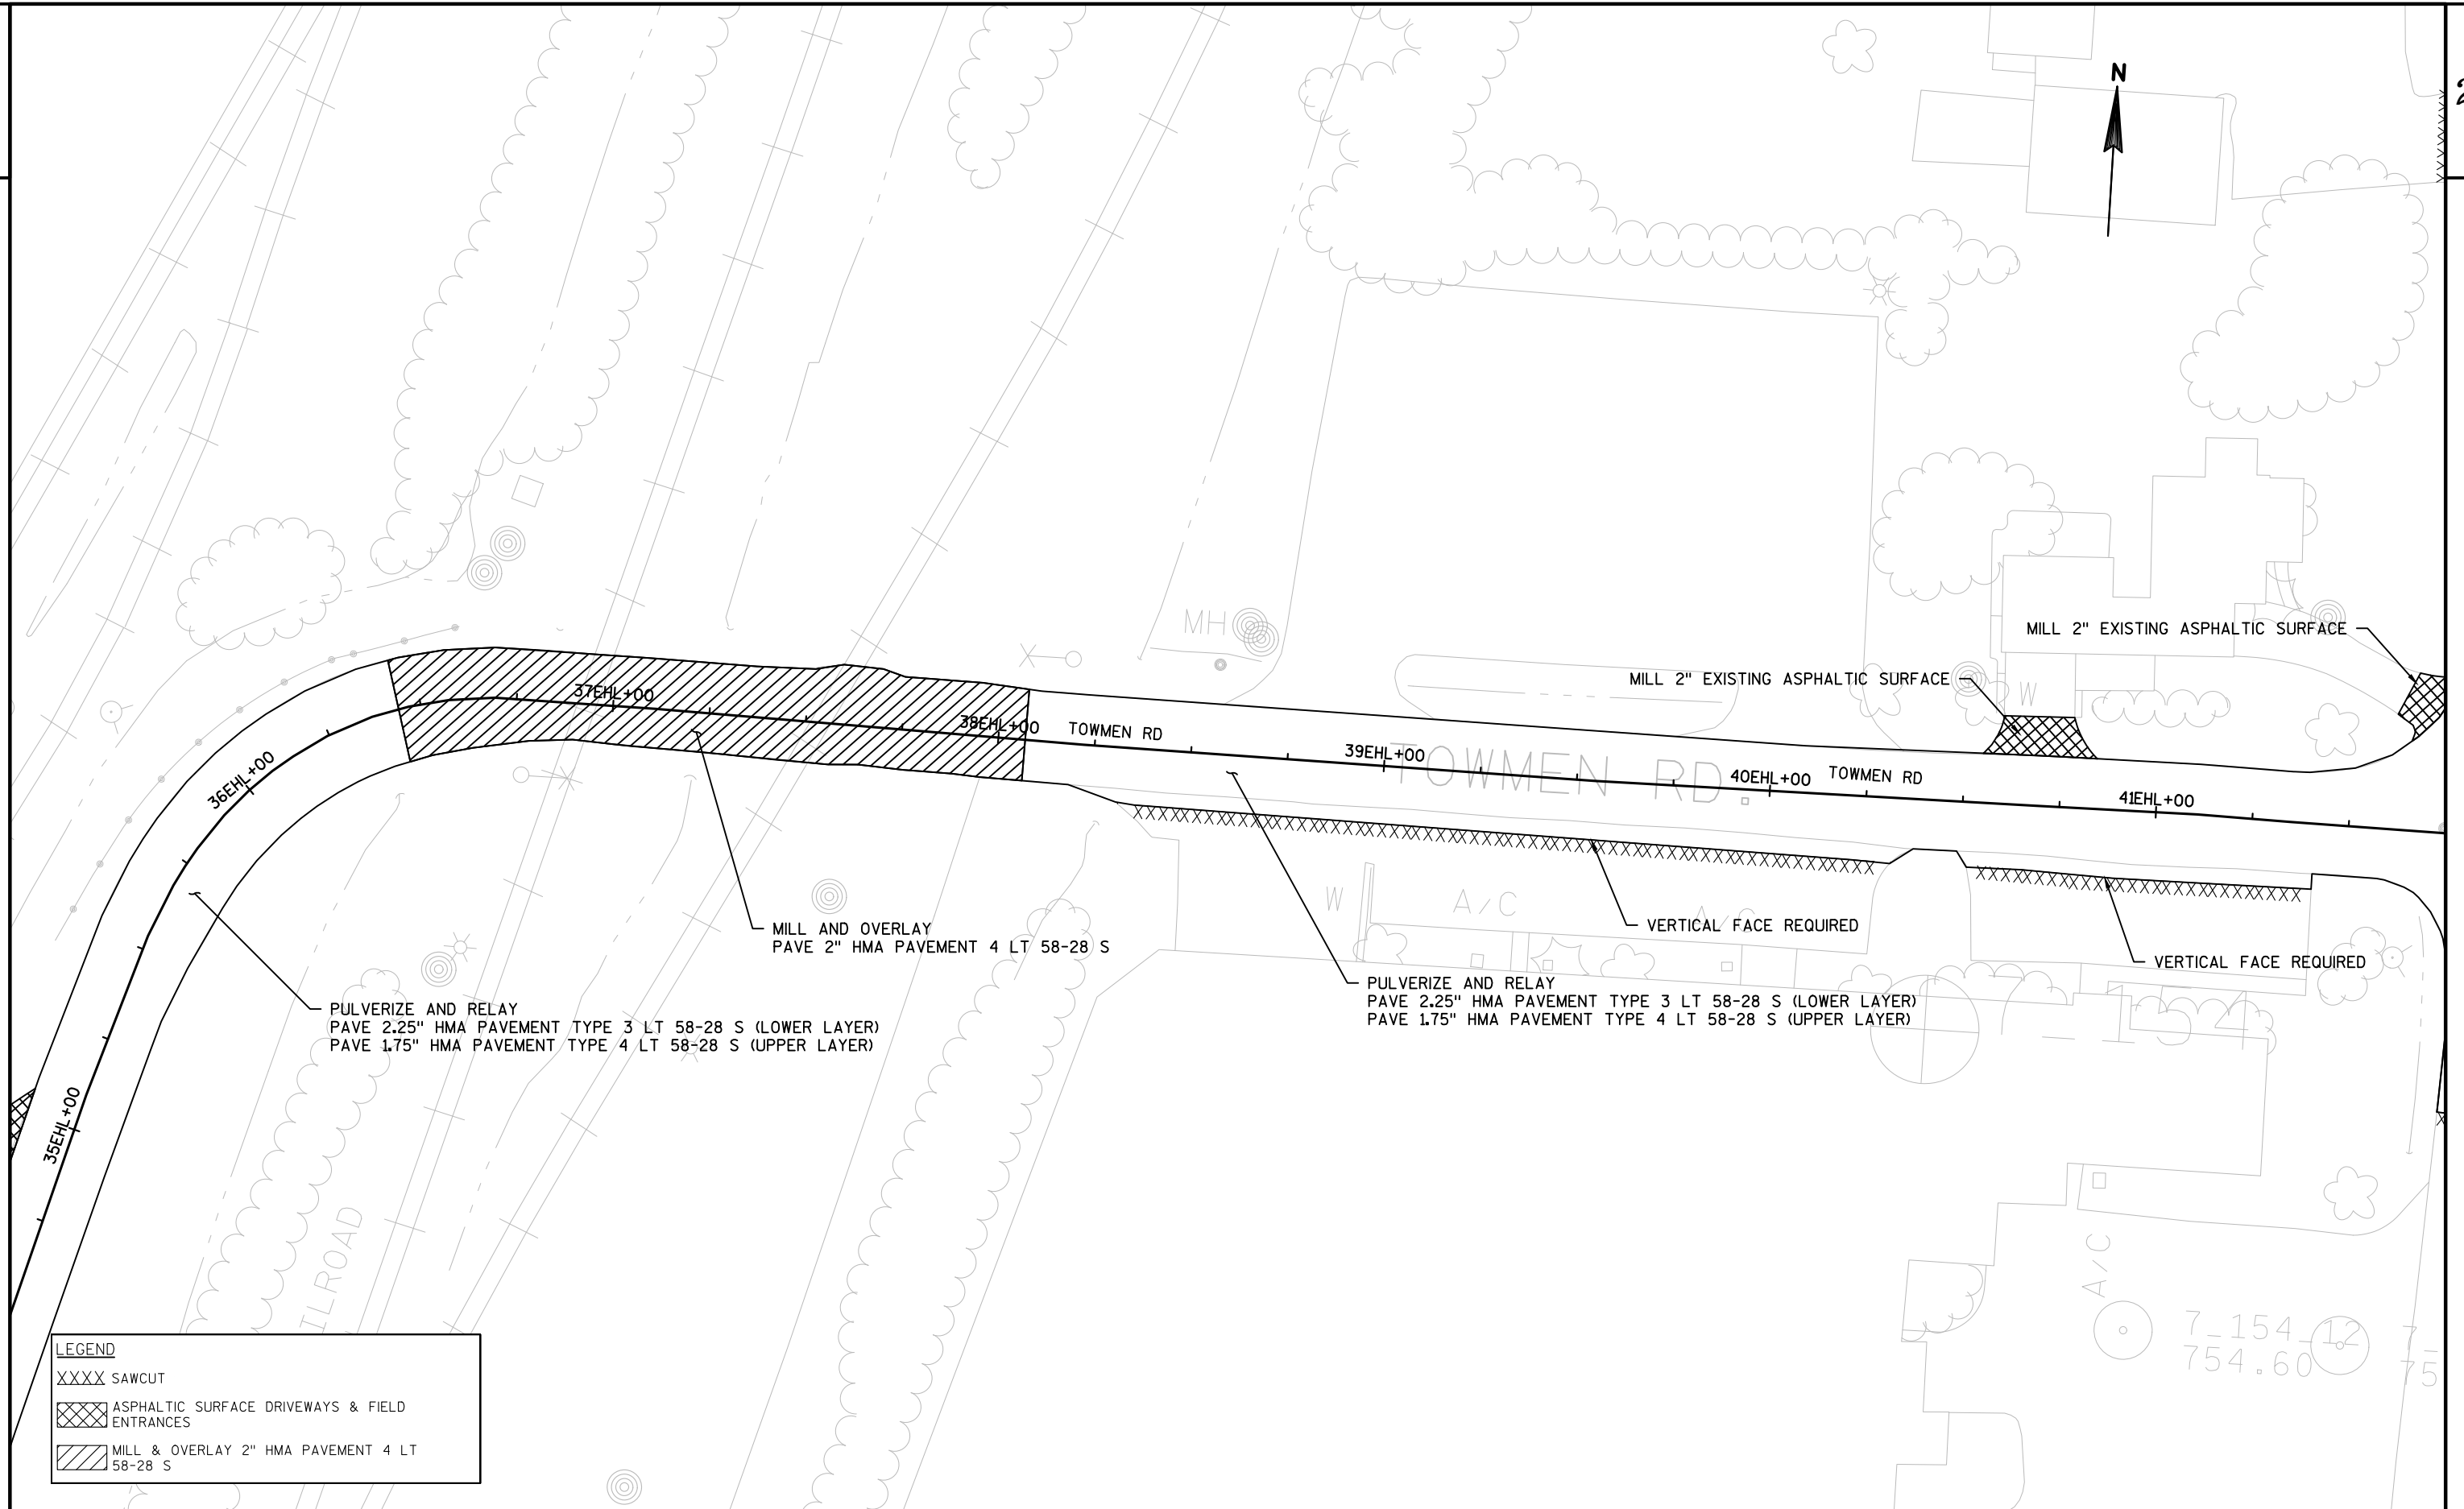 N
MH
MILL 2" EXISTING ASPHALTIC SURFACE
MILL 2" EXISTING ASPHALTIC SURFACE
W
37EHL+00
38EHL+00
TOWMEN RD
39EHL+00
TOWMEN RD.
40EHL+00
TOWMEN RD
41EHL+00
36EHL+00
35EHL+00
W
A/C
A/C
MILL AND OVERLAY
PAVE 2" HMA PAVEMENT 4 LT 58-28 S
VERTICAL FACE REQUIRED
VERTICAL FACE REQUIRED
PULVERIZE AND RELAY
PAVE 2.25" HMA PAVEMENT TYPE 3 LT 58-28 S (LOWER LAYER)
PAVE 1.75" HMA PAVEMENT TYPE 4 LT 58-28 S (UPPER LAYER)
PULVERIZE AND RELAY
PAVE 2.25" HMA PAVEMENT TYPE 3 LT 58-28 S (LOWER LAYER)
PAVE 1.75" HMA PAVEMENT TYPE 4 LT 58-28 S (UPPER LAYER)
7_154
ILROAD
A/C
7_154_12
754.60
7_
75
LEGEND
XXXX SAWCUT
ASPHALTIC SURFACE DRIVEWAYS & FIELD
ENTRANCES
MILL & OVERLAY 2" HMA PAVEMENT 4 LT
58-28 S